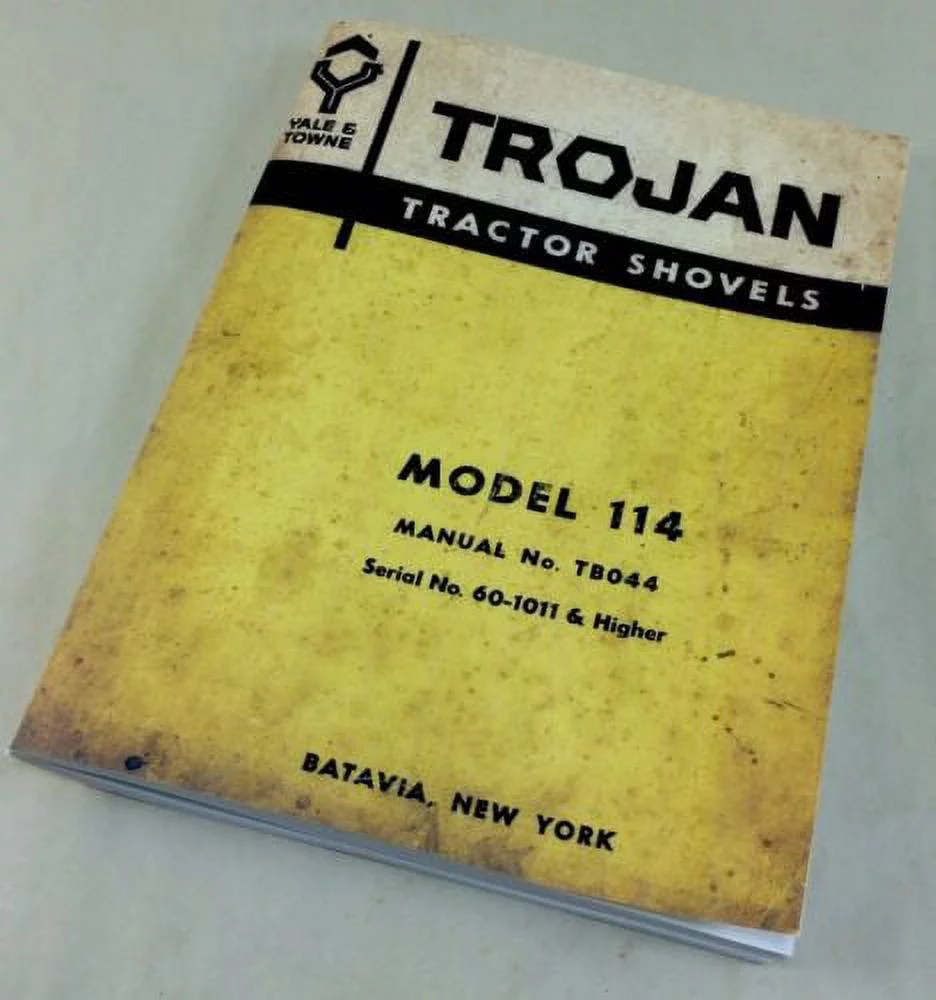 YALE &
TOWNE
TROJAN
TRACTOR SHOVELS
MODEL 114
MANUAL No. TB044
Serial No. 60-1011 & Higher
BATAVIA, NEW YORK